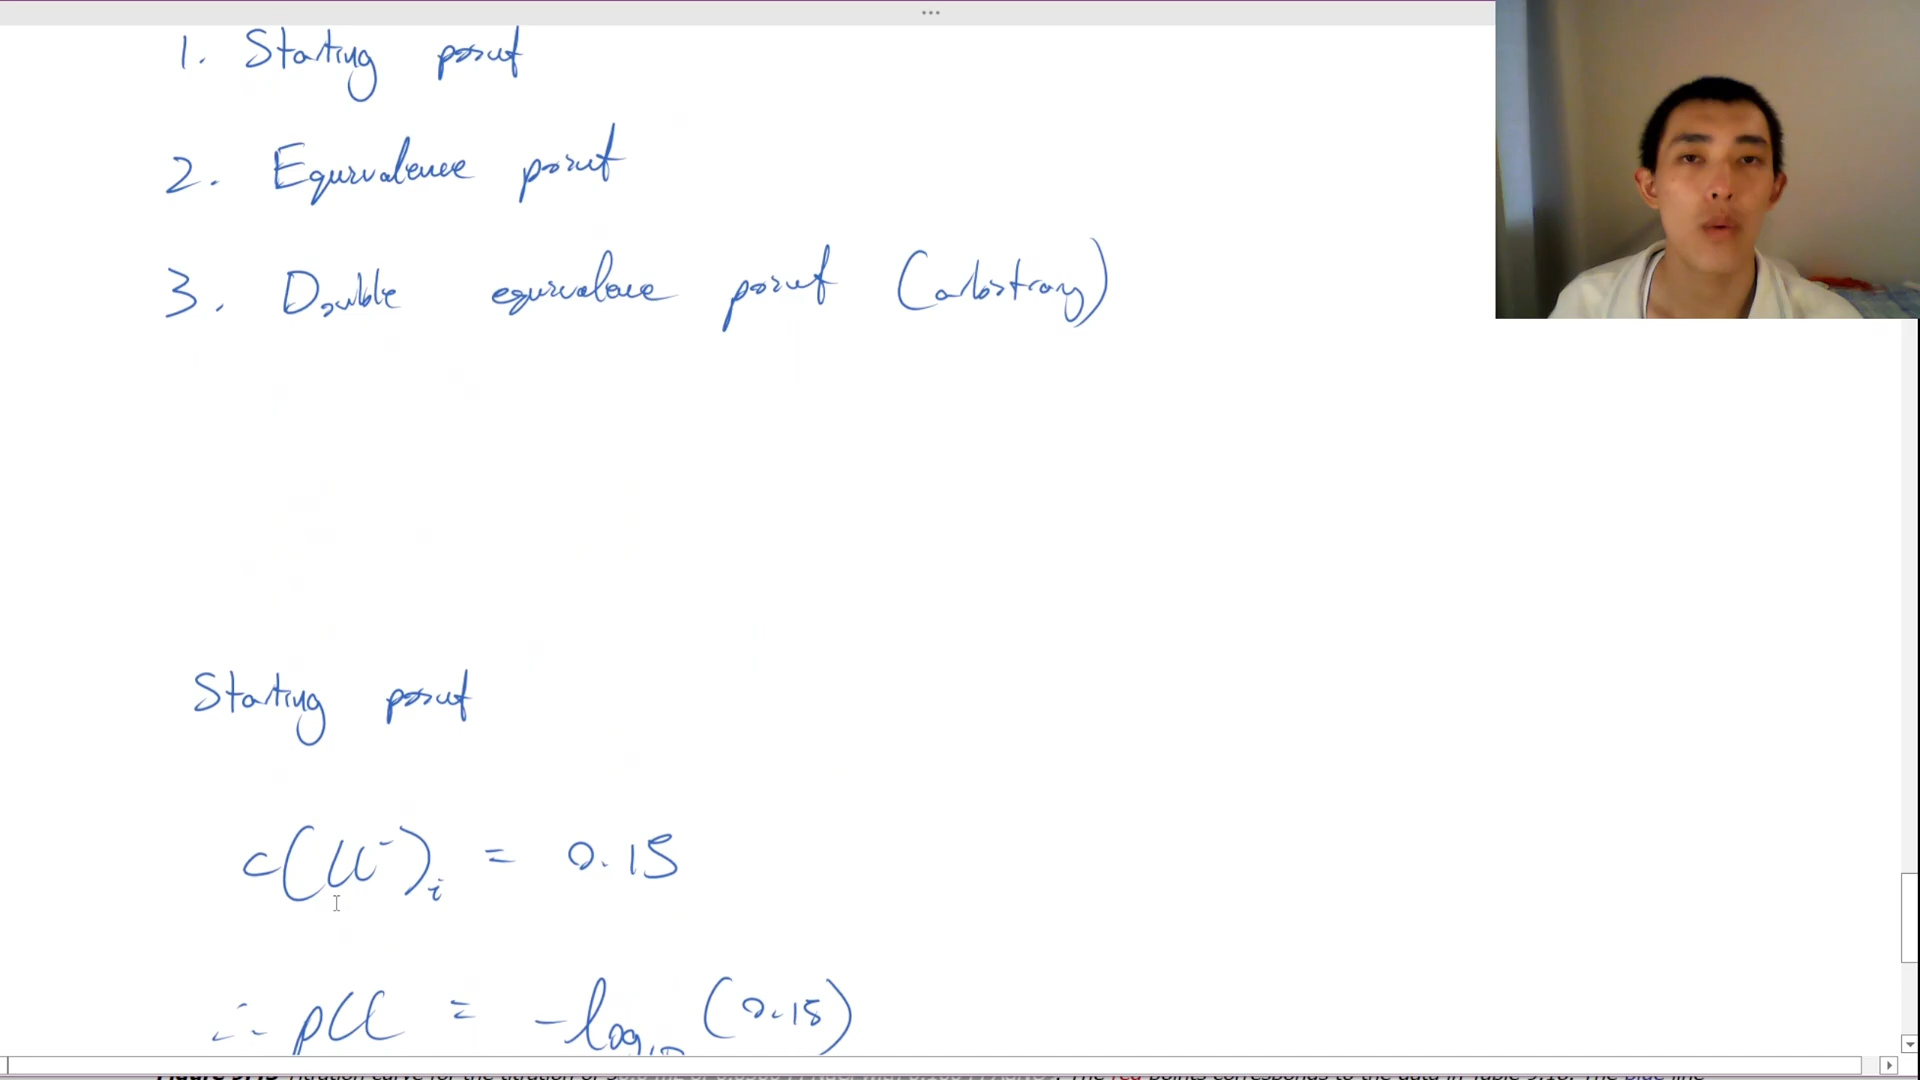 1. Starting point
2. Equivalence point
3. Double equivalence point (arbitrary)
Starting point
c(Cl⁻)ᵢ = 0.15
∴ pCl = -log₁₀ (0.15)